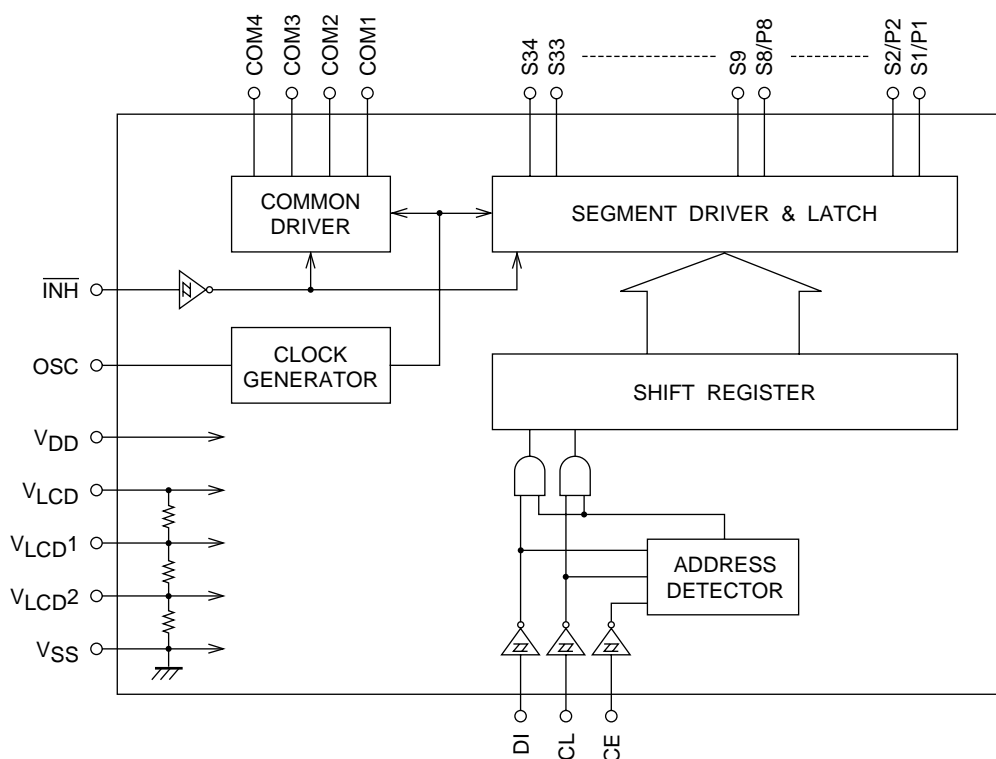 COM4
COM3
COM2
COM1
S34
S33
S9
S8/P8
S2/P2
S1/P1
COMMON
DRIVER
SEGMENT DRIVER & LATCH
INH
OSC
CLOCK
GENERATOR
SHIFT REGISTER
VDD
VLCD
VLCD1
VLCD2
VSS
ADDRESS
DETECTOR
DI
CL
CE